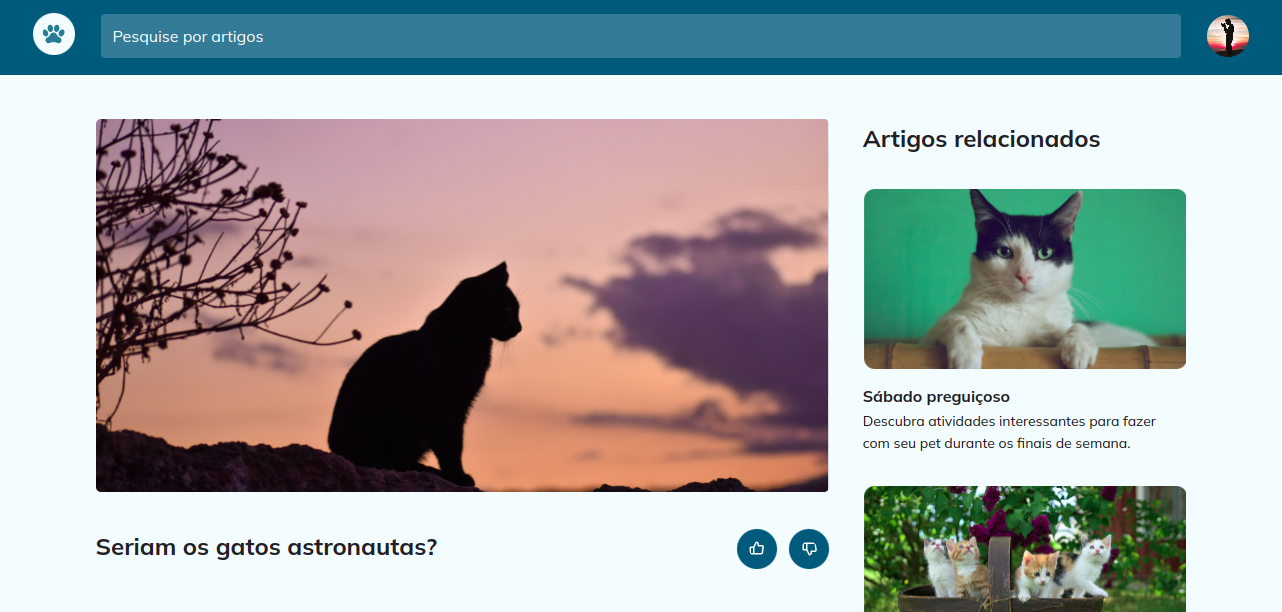 Pesquise por artigos
Artigos relacionados
Sábado preguiçoso
Descubra atividades interessantes para fazer
com seu pet durante os finais de semana.
Seriam os gatos astronautas?